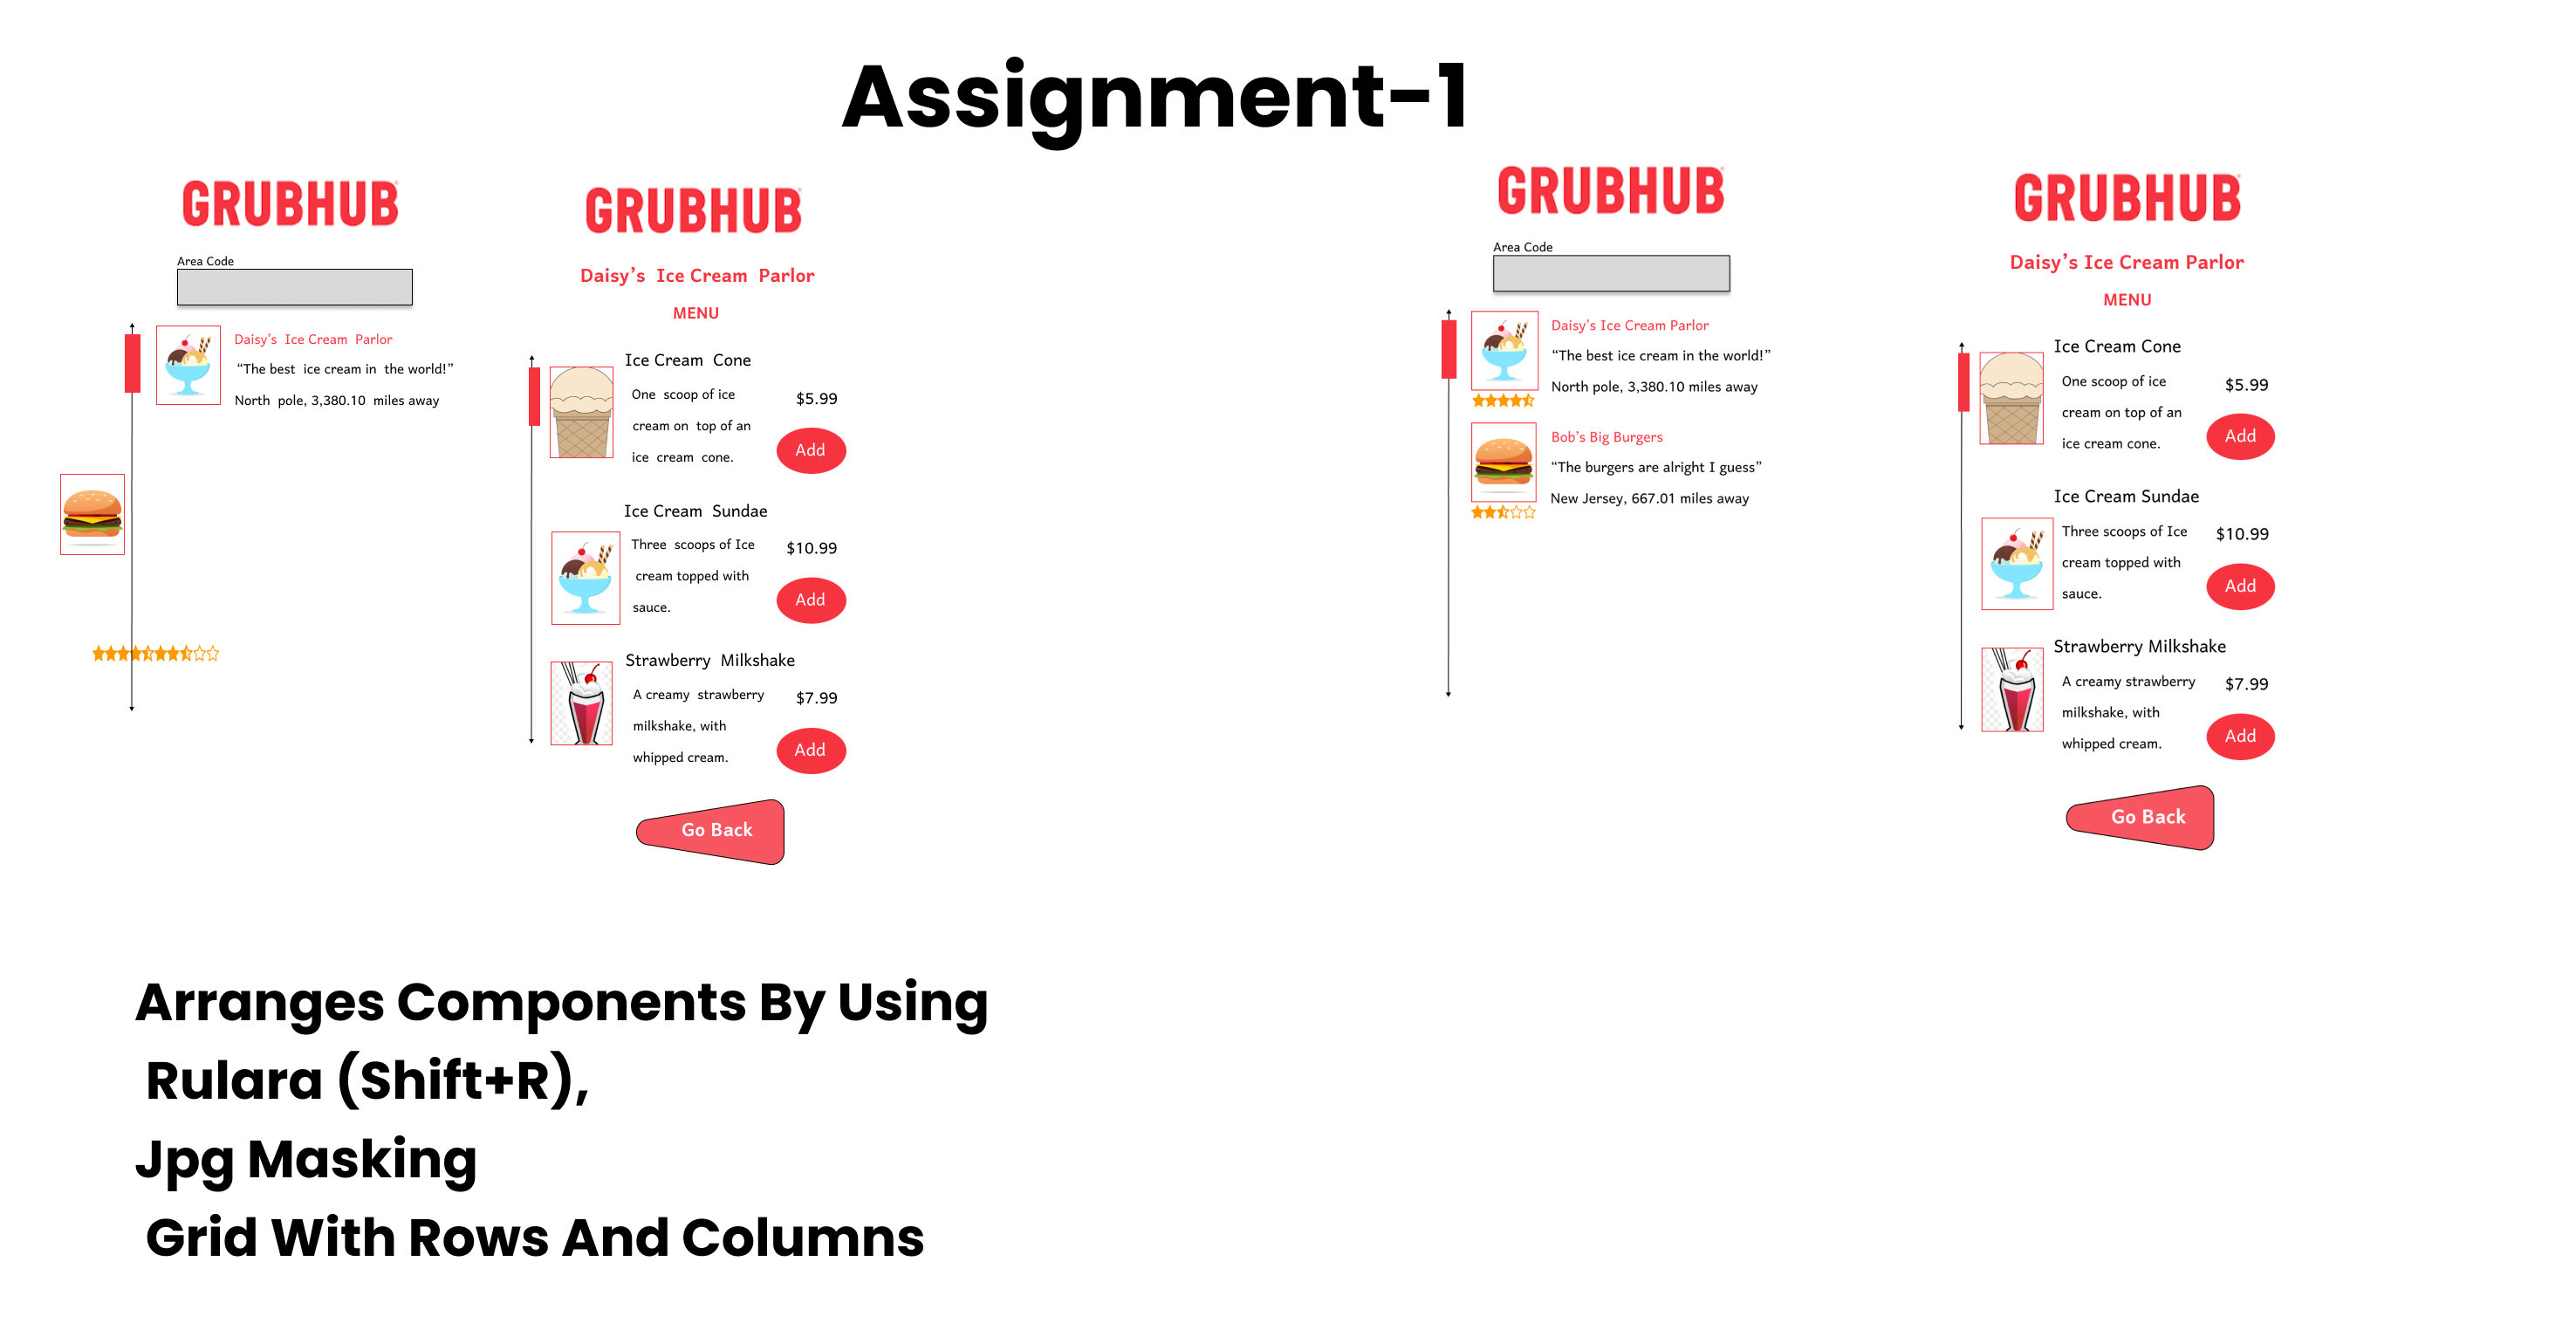 Assignment-1
GRUBHUB
Area Code
Daisy's Ice Cream Parlor
“The best ice cream in the world!”
North pole, 3,380.10 miles away
GRUBHUB
Daisy’s Ice Cream Parlor
MENU
Ice Cream Cone
One scoop of ice
cream on top of an
ice cream cone.
$5.99
Add
Ice Cream Sundae
Three scoops of Ice
cream topped with
sauce.
$10.99
Add
Strawberry Milkshake
A creamy strawberry
milkshake, with
whipped cream.
$7.99
Add
Go Back
GRUBHUB
Area Code
Daisy's Ice Cream Parlor
“The best ice cream in the world!”
North pole, 3,380.10 miles away
Bob's Big Burgers
“The burgers are alright I guess”
New Jersey, 667.01 miles away
GRUBHUB
Daisy’s Ice Cream Parlor
MENU
Ice Cream Cone
One scoop of ice
cream on top of an
ice cream cone.
$5.99
Add
Ice Cream Sundae
Three scoops of Ice
cream topped with
sauce.
$10.99
Add
Strawberry Milkshake
A creamy strawberry
milkshake, with
whipped cream.
$7.99
Add
Go Back
Arranges Components By Using
Rulara (Shift+R),
Jpg Masking
Grid With Rows And Columns